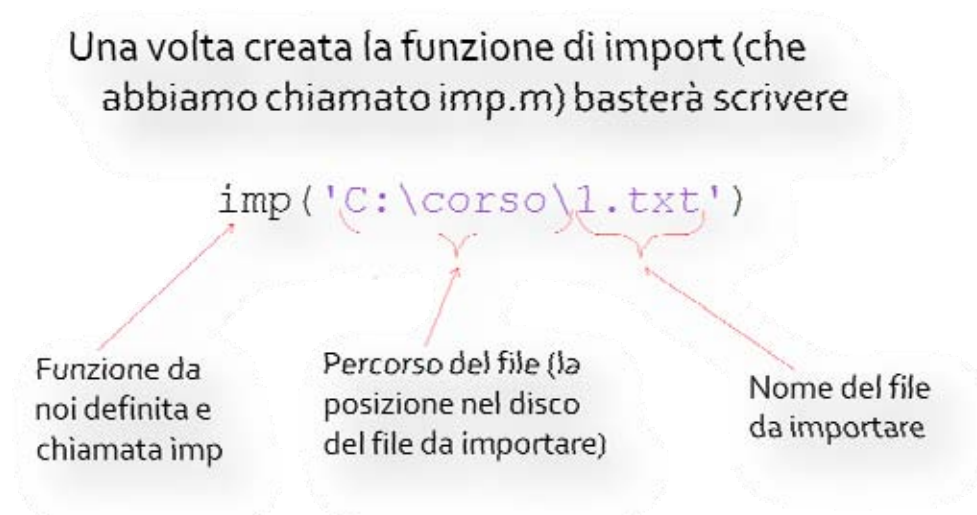 Una volta creata la funzione di import (che
abbiamo chiamato imp.m) basterà scrivere
imp('C:\corso\1.txt')
Funzione da
noi definita e
chiamata imp
Percorso del file (la
posizione nel disco
del file da importare)
Nome del file
da importare